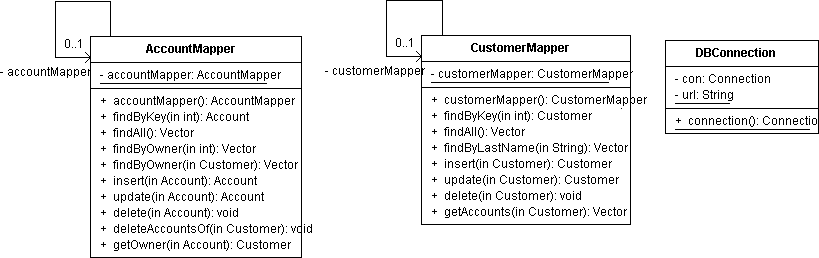 0..1
AccountMapper
- accountMapper
- accountMapper: AccountMapper
+ accountMapper(): AccountMapper
+ findByKey(in int): Account
+ findAll(): Vector
+ findByOwner(in int): Vector
+ findByOwner(in Customer): Vector
+ insert(in Account): Account
+ update(in Account): Account
+ delete(in Account): void
+ deleteAccountsOf(in Customer): void
+ getOwner(in Account): Customer
0..1
CustomerMapper
- customerMapper
- customerMapper: CustomerMapper
+ customerMapper(): CustomerMapper
+ findByKey(in int): Customer
+ findAll(): Vector
+ findByLastName(in String): Vector
+ insert(in Customer): Customer
+ update(in Customer): Customer
+ delete(in Customer): void
+ getAccounts(in Customer): Vector
DBConnection
- con: Connection
- url: String
+ connection(): Connectio